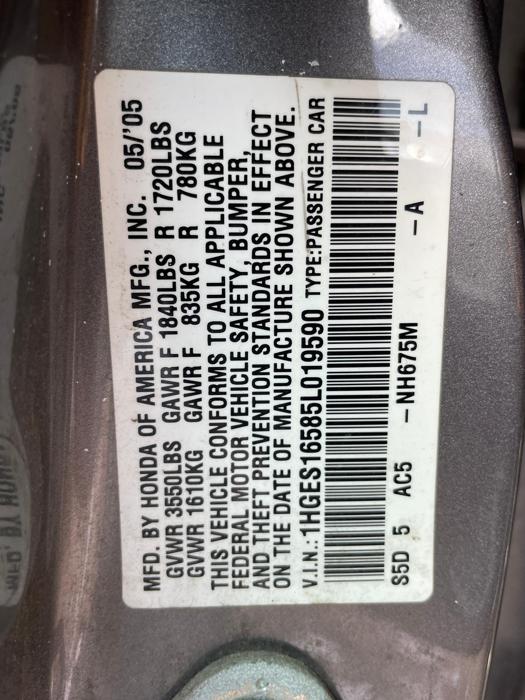 MFD. BY HONDA OF AMERICA MFG., INC. 05/'05
GVWR 3550LBS GAWR F 1840LBS R 1720LBS
GVWR 1610KG GAWR F 835KG R 780KG
THIS VEHICLE CONFORMS TO ALL APPLICABLE
FEDERAL MOTOR VEHICLE SAFETY, BUMPER,
AND THEFT PREVENTION STANDARDS IN EFFECT
ON THE DATE OF MANUFACTURE SHOWN ABOVE.
V.I.N.:1HGES16585L019590 TYPE:PASSENGER CAR
S5D 5 AC5 -NH675M -A -L